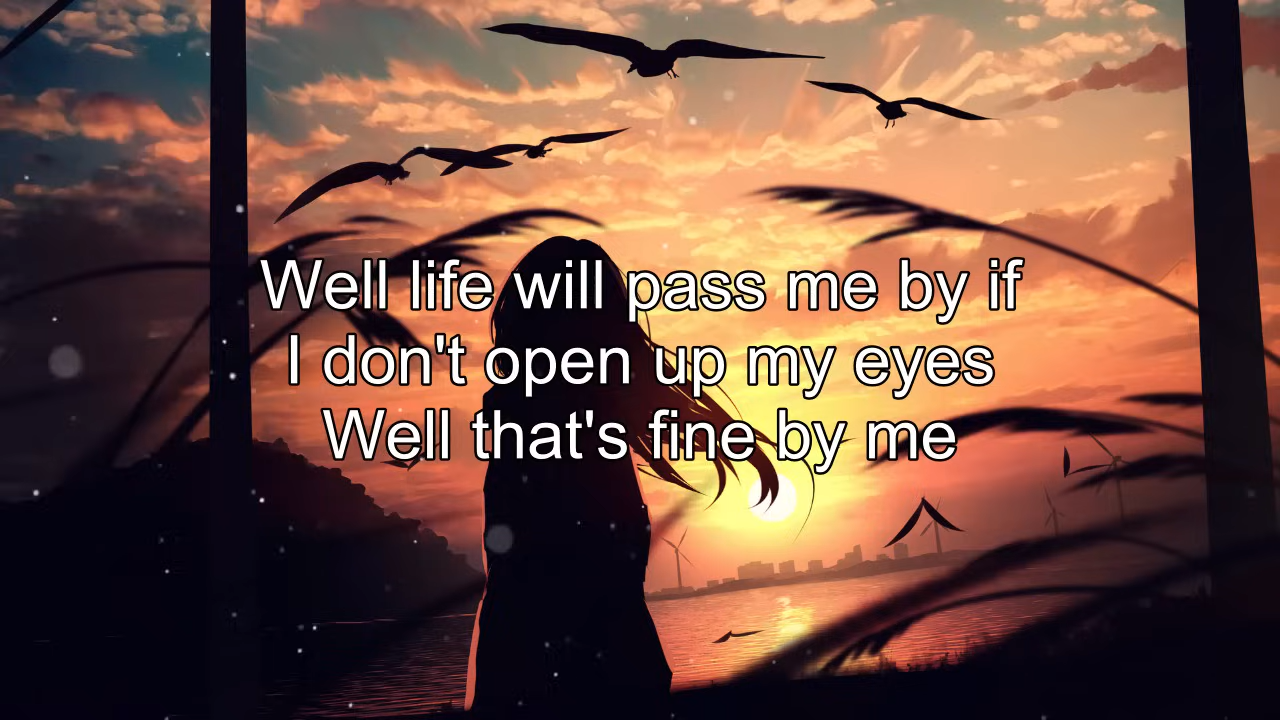 Well life will pass me by if
I don't open up my eyes
Well that's fine by me